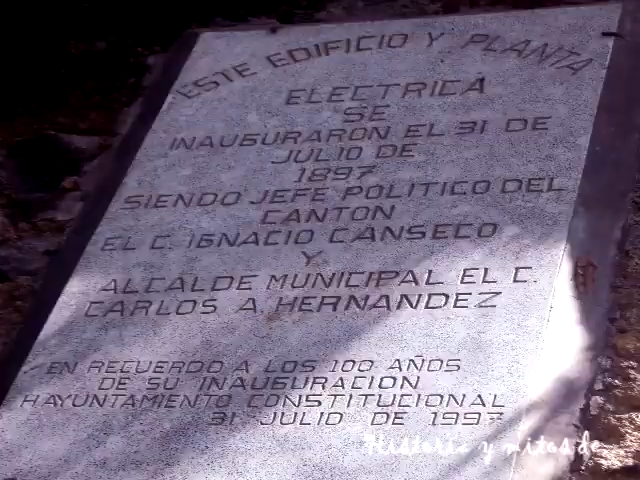 ESTE EDIFICIO Y PLANTA
ELECTRICA
SE
INAUGURARON EL 31 DE
JULIO DE
1897
SIENDO JEFE POLITICO DEL
CANTON
EL C. IGNACIO CANSECO
Y
ALCALDE MUNICIPAL EL C.
CARLOS A. HERNANDEZ
EN RECUERDO A LOS 100 AÑOS
DE SU INAUGURACION
HAYUNTAMIENTO CONSTITUCIONAL
31 JULIO DE 1997
Historia y mitos de...